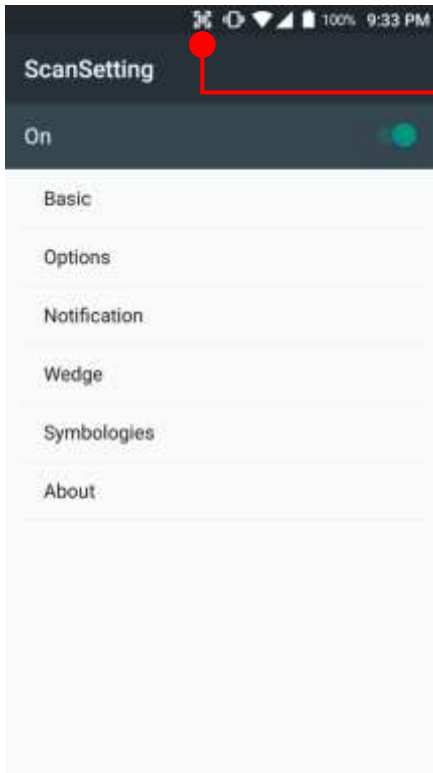 100% 9:33 PM
ScanSetting
On
Basic
Options
Notification
Wedge
Symbologies
About